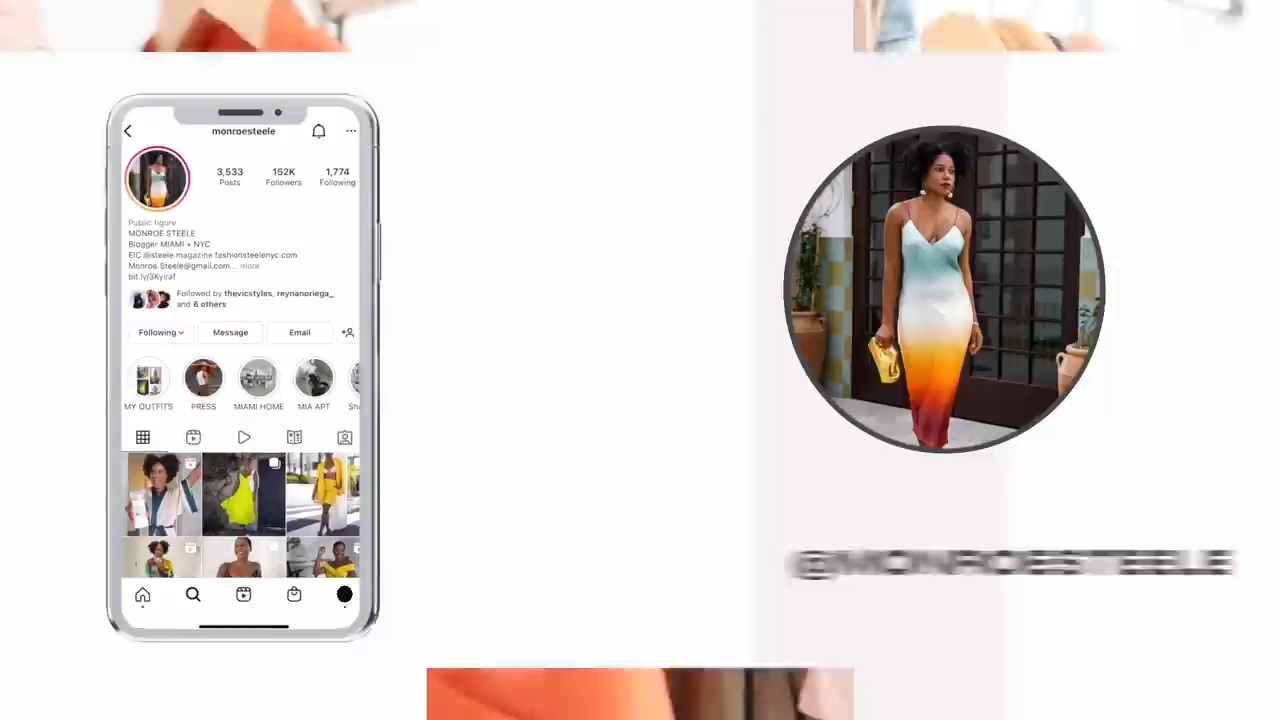 monroesteele
3,533 152K 1,774
Posts Followers Following
Public figure
MONROE STEELE
Blogger MIAMI + NYC
EIC @steele.magazine fashionsteelenyc.com
Monroe.Steele@gmail.com... more
bit.ly/3Kyiraf
Followed by thevicstyles, reynanoriega_
and 6 others
Following Message Email
MY OUTFITS PRESS MIAMI HOME MIA APT
@MONROESTEELE